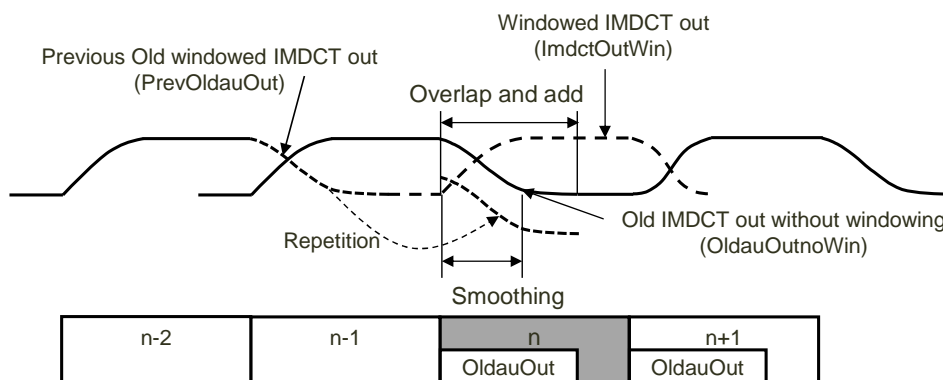 Windowed IMDCT out
(ImdctOutWin)
Previous Old windowed IMDCT out
(PrevOldauOut)
Overlap and add
Repetition
Old IMDCT out without windowing
(OldauOutnoWin)
Smoothing
n-2
n-1
n
n+1
OldauOut
OldauOut